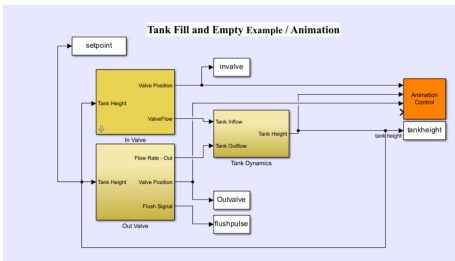 Tank Fill and Empty Example / Animation
setpoint
invalve
Valve Position
Tank Height
ValveFlow
In Valve
Tank Inflow
Tank Height
Tank Outflow
Tank Dynamics
Animation
Control
tank height
tankheight
Flow Rate - Out
Tank Height
Valve Position
Flush Signal
Out Valve
Outvalve
flushpulse